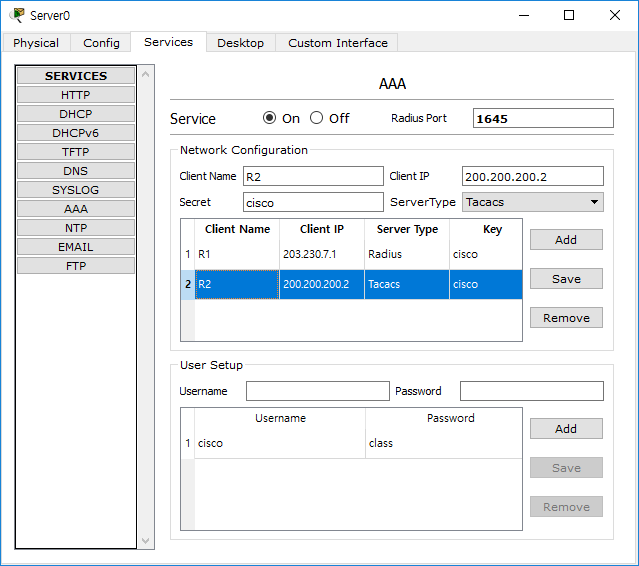 Server0
Physical Config Services Desktop Custom Interface
SERVICES
HTTP
DHCP
DHCPv6
TFTP
DNS
SYSLOG
AAA
NTP
EMAIL
FTP
AAA
Service On Off Radius Port 1645
Network Configuration
Client Name R2 Client IP 200.200.200.2
Secret cisco ServerType Tacacs
Client Name Client IP Server Type Key
1 R1 203.230.7.1 Radius cisco
2 R2 200.200.200.2 Tacacs cisco
Add
Save
Remove
User Setup
Username Password
Username Password
1 cisco class
Add
Save
Remove